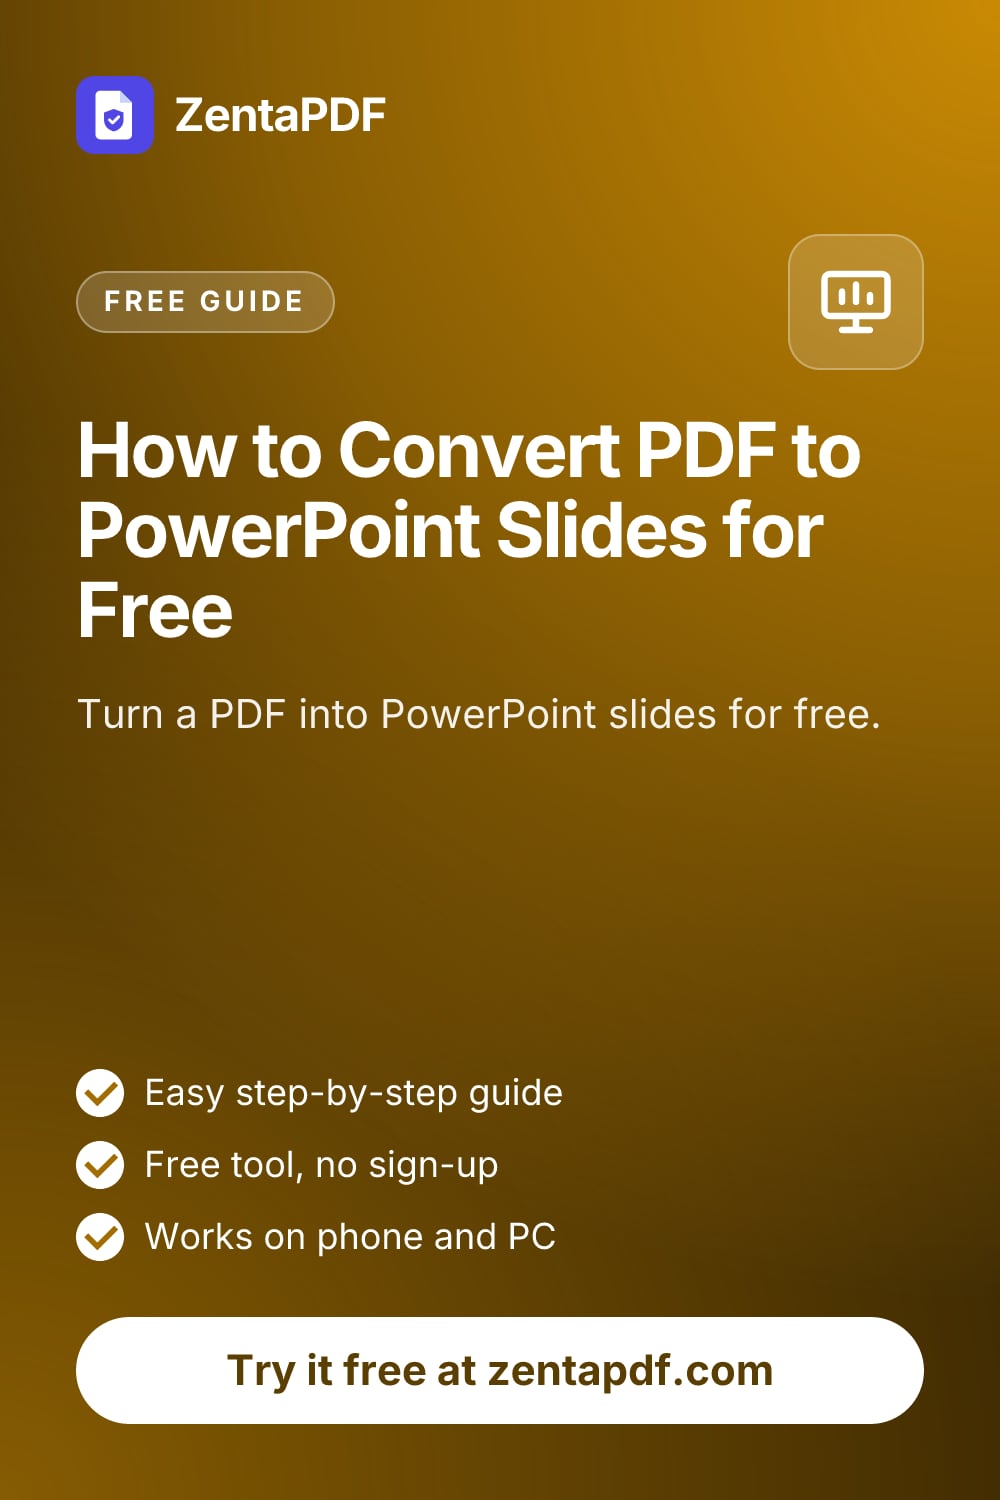 ZentaPDF
FREE GUIDE
How to Convert PDF to
PowerPoint Slides for
Free
Turn a PDF into PowerPoint slides for free.
Easy step-by-step guide
Free tool, no sign-up
Works on phone and PC
Try it free at zentapdf.com